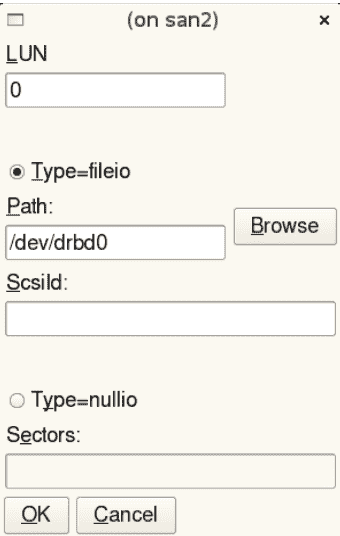 (on san2)
LUN
0
Type=fileio
Path:
/dev/drbd0
Browse
ScsiId:
Type=nullio
Sectors:
OK Cancel